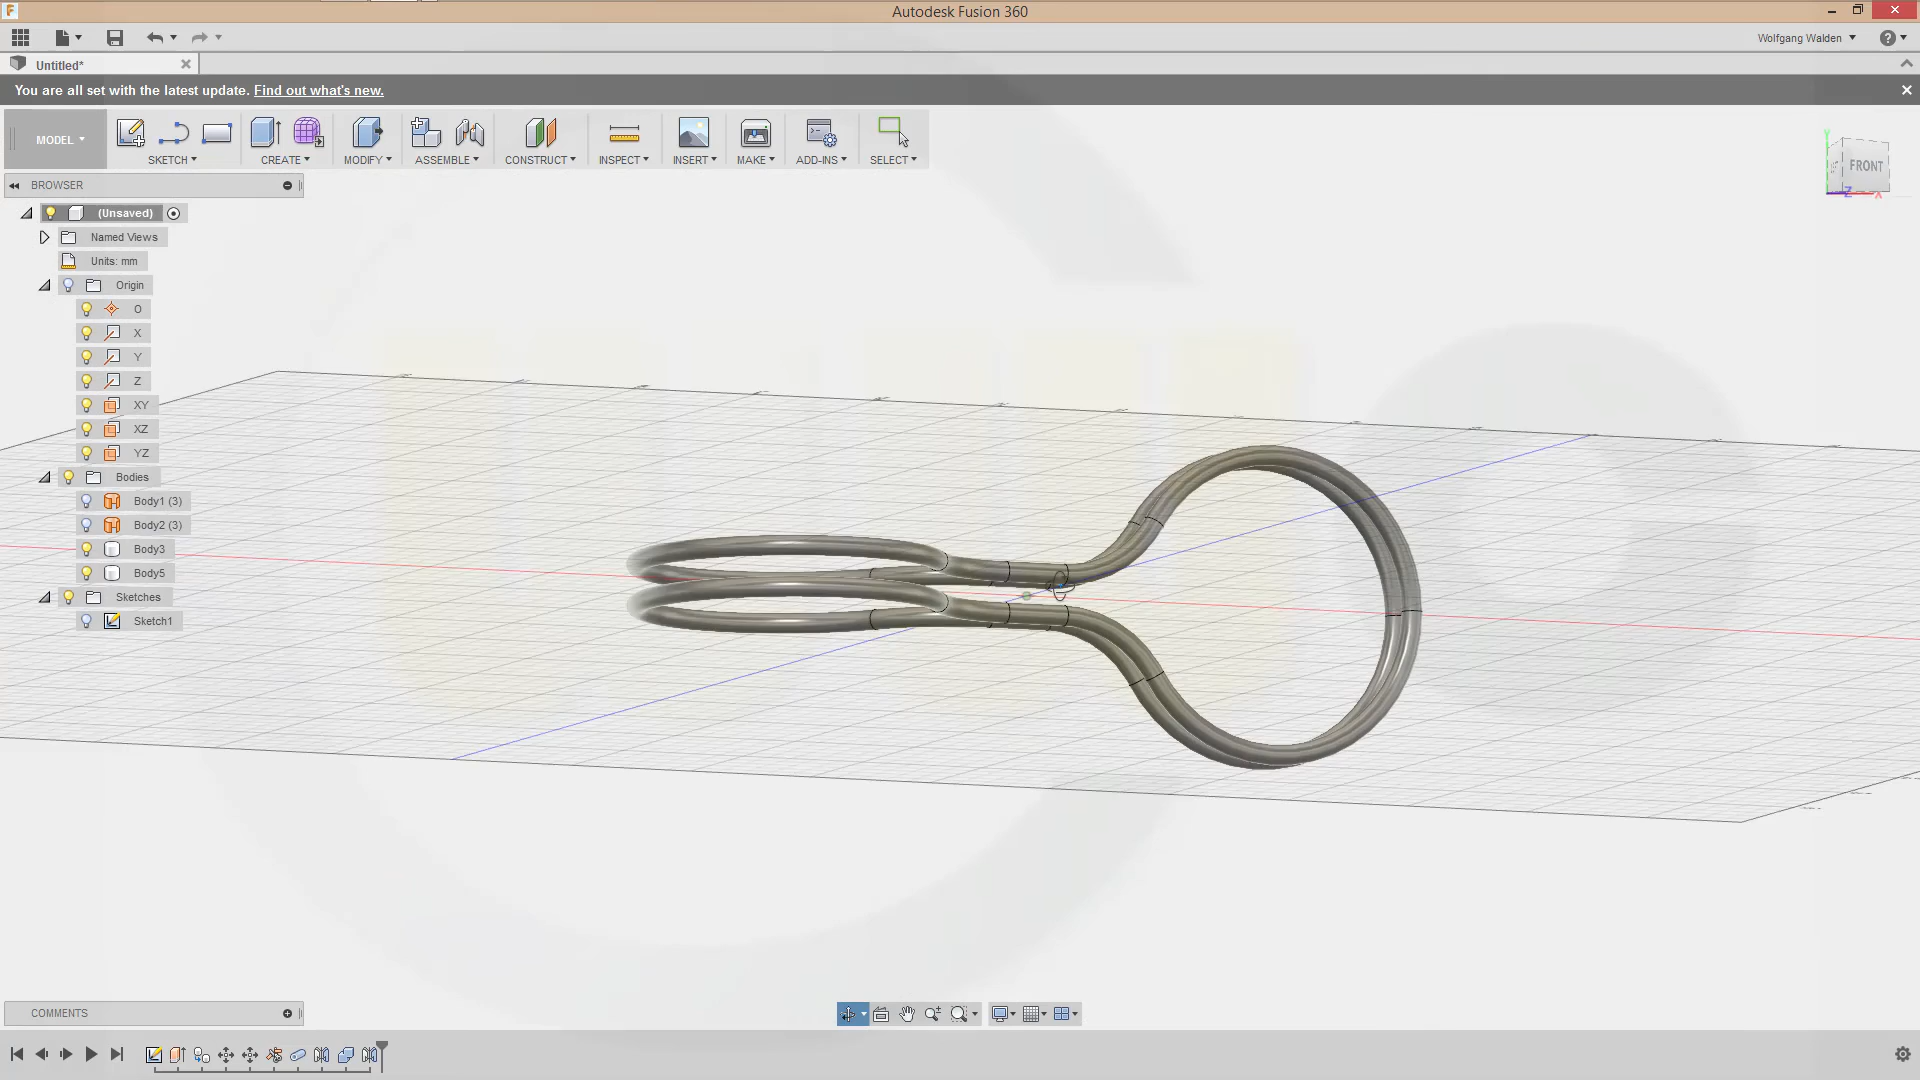 Autodesk Fusion 360
Wolfgang Walden
Untitled*
You are all set with the latest update. Find out what's new.
MODEL
SKETCH
CREATE
MODIFY
ASSEMBLE
CONSTRUCT
INSPECT
INSERT
MAKE
ADD-INS
SELECT
FRONT
Y
Z
X
BROWSER
(Unsaved)
Named Views
Units: mm
Origin
O
X
Y
Z
XY
XZ
YZ
Bodies
Body1 (3)
Body2 (3)
Body3
Body5
Sketches
Sketch1
COMMENTS